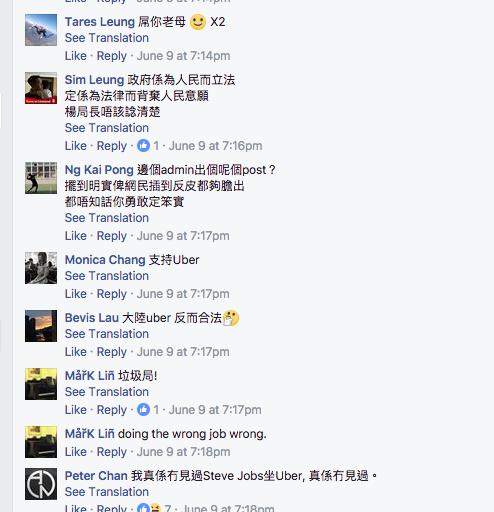 Tares Leung 屌你老母 X2
See Translation
Like · Reply · June 9 at 7:14pm
Sim Leung 政府係為人民而立法
定係為法律而背棄人民意願
楊局長唔該諗清楚
See Translation
Like · Reply · 1 · June 9 at 7:16pm
Ng Kai Pong 邊個admin出個呢個post？
擺到明實俾網民插到反皮都夠膽出
都唔知話你勇敢定笨實
See Translation
Like · Reply · June 9 at 7:17pm
Monica Chang 支持Uber
See Translation
Like · Reply · June 9 at 7:17pm
Bevis Lau 大陸uber 反而合法
See Translation
Like · Reply · June 9 at 7:17pm
MåřK Liñ 垃圾局!
See Translation
Like · Reply · 1 · June 9 at 7:17pm
MåřK Liñ doing the wrong job wrong.
Like · Reply · June 9 at 7:18pm
Peter Chan 我真係冇見過Steve Jobs坐Uber, 真係冇見過。
See Translation
Like · Reply · 7 · June 9 at 7:18pm